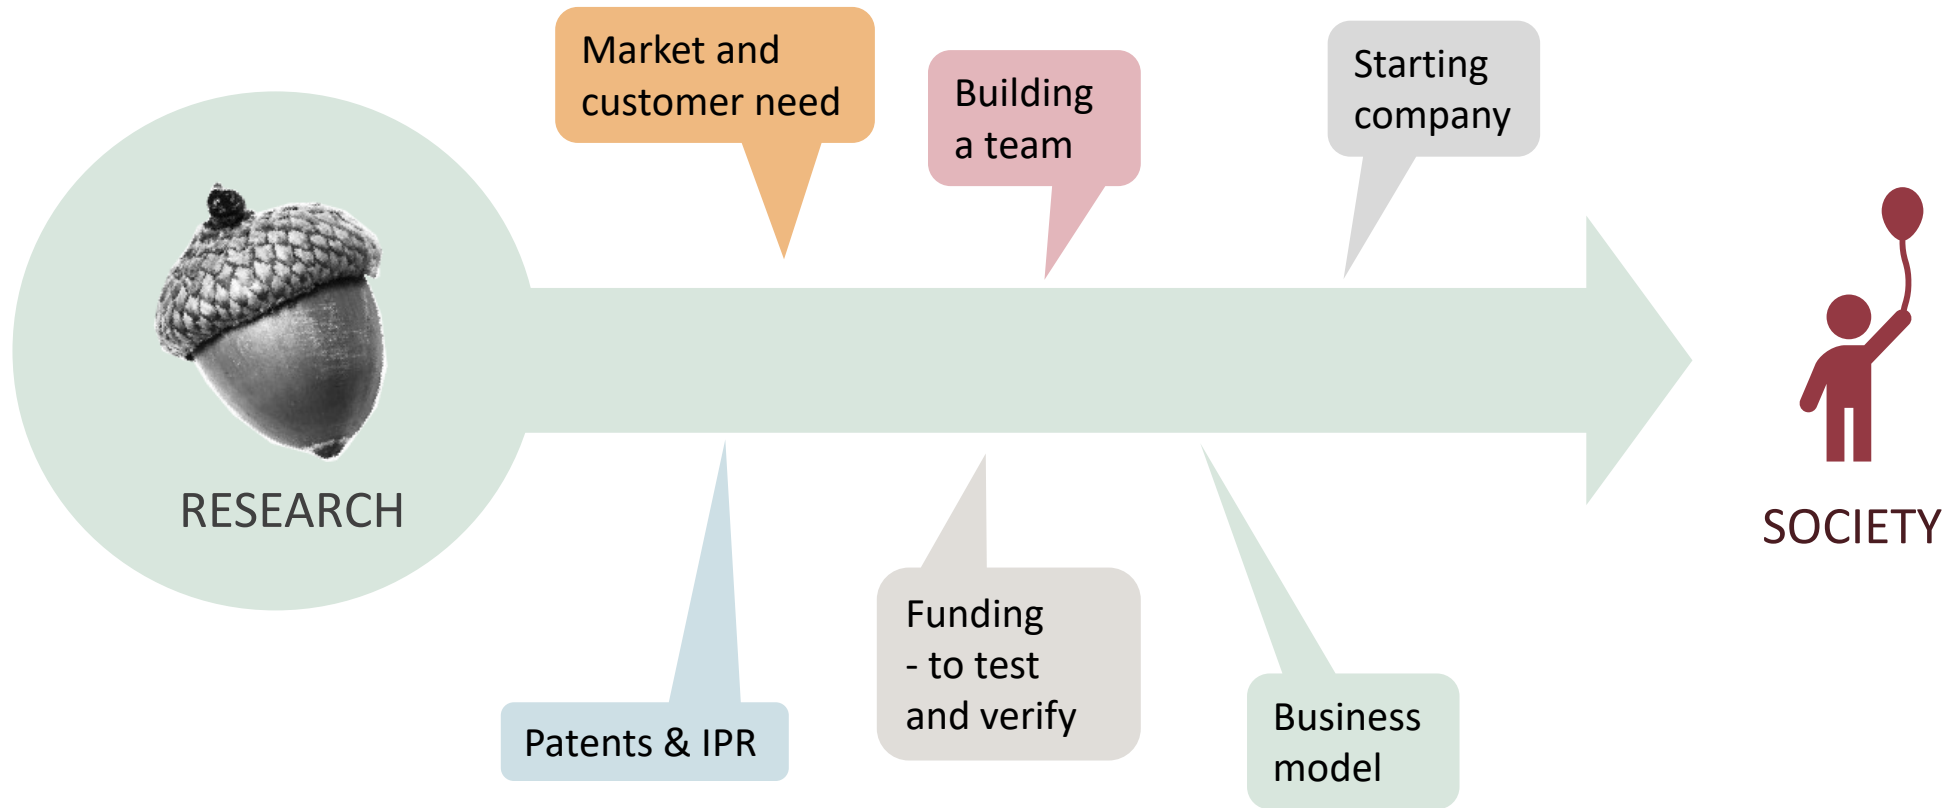 Market and
customer need
Building
a team
Starting
company
RESEARCH
SOCIETY
Patents & IPR
Funding
- to test
and verify
Business
model